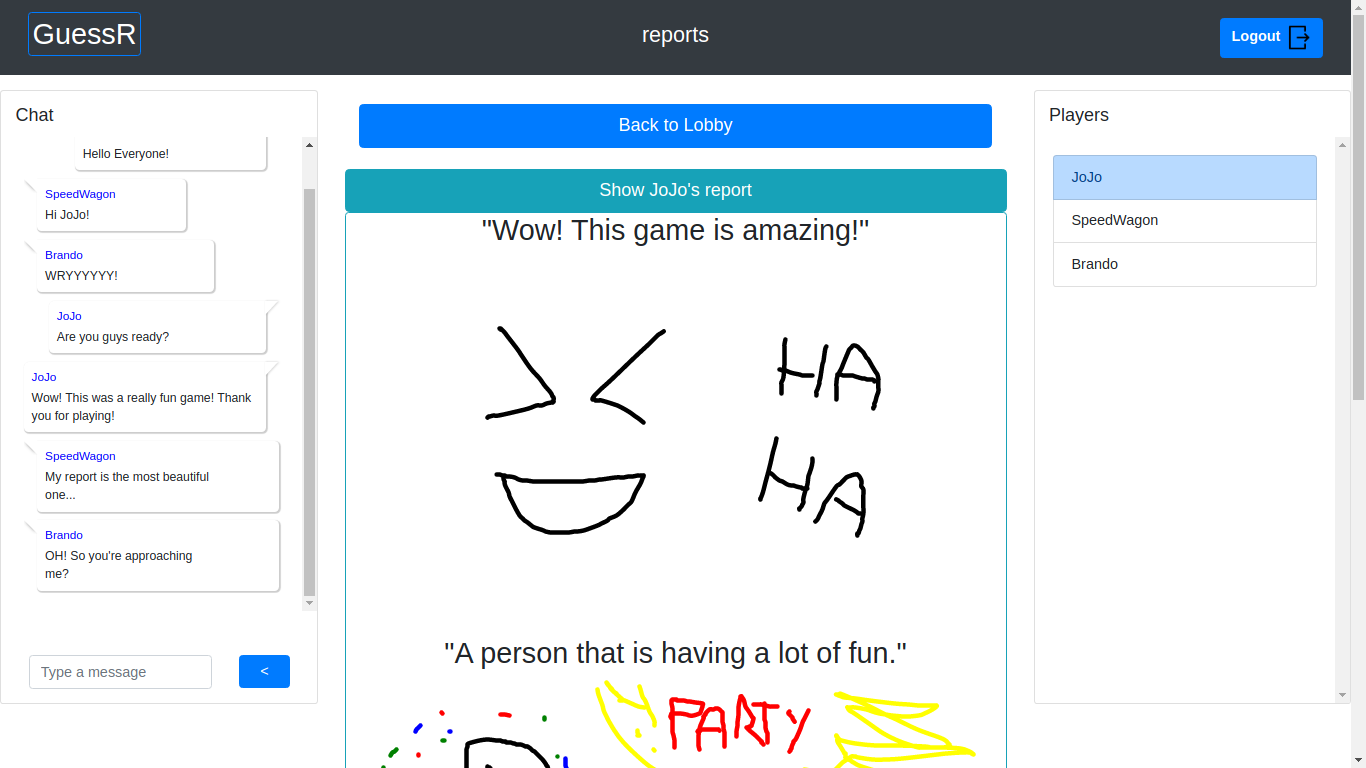 GuessR
reports
Logout
Chat
Hello Everyone!
SpeedWagon
Hi JoJo!
Brando
WRYYYYYY!
JoJo
Are you guys ready?
JoJo
Wow! This was a really fun game! Thank
you for playing!
SpeedWagon
My report is the most beautiful
one...
Brando
OH! So you're approaching
me?
Type a message
<
Back to Lobby
Show JoJo's report
"Wow! This game is amazing!"
HA
HA
"A person that is having a lot of fun."
PARTY
Players
JoJo
SpeedWagon
Brando